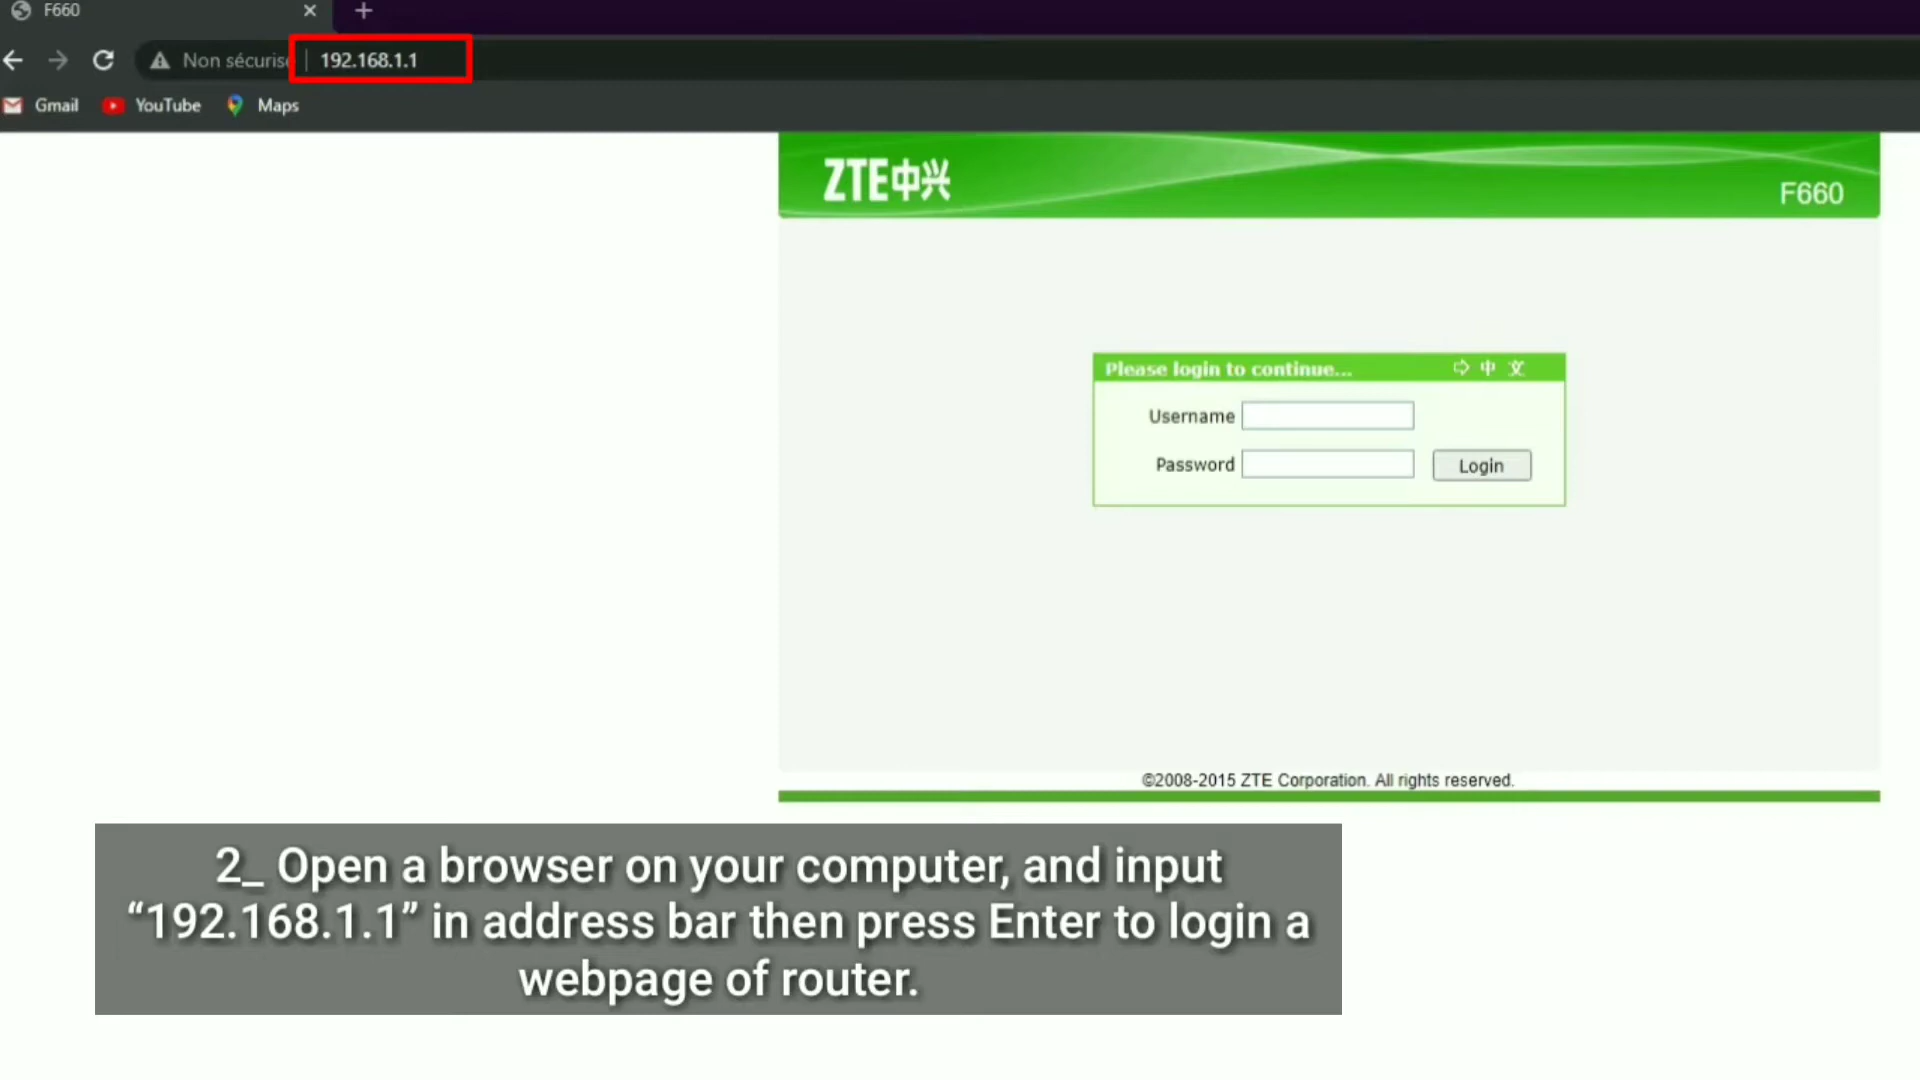 F660
Non sécurisé 192.168.1.1
Gmail YouTube Maps
ZTE中兴
F660
Please login to continue... 中 文
Username
Password Login
©2008-2015 ZTE Corporation. All rights reserved.
2_ Open a browser on your computer, and input
“192.168.1.1” in address bar then press Enter to login a
webpage of router.